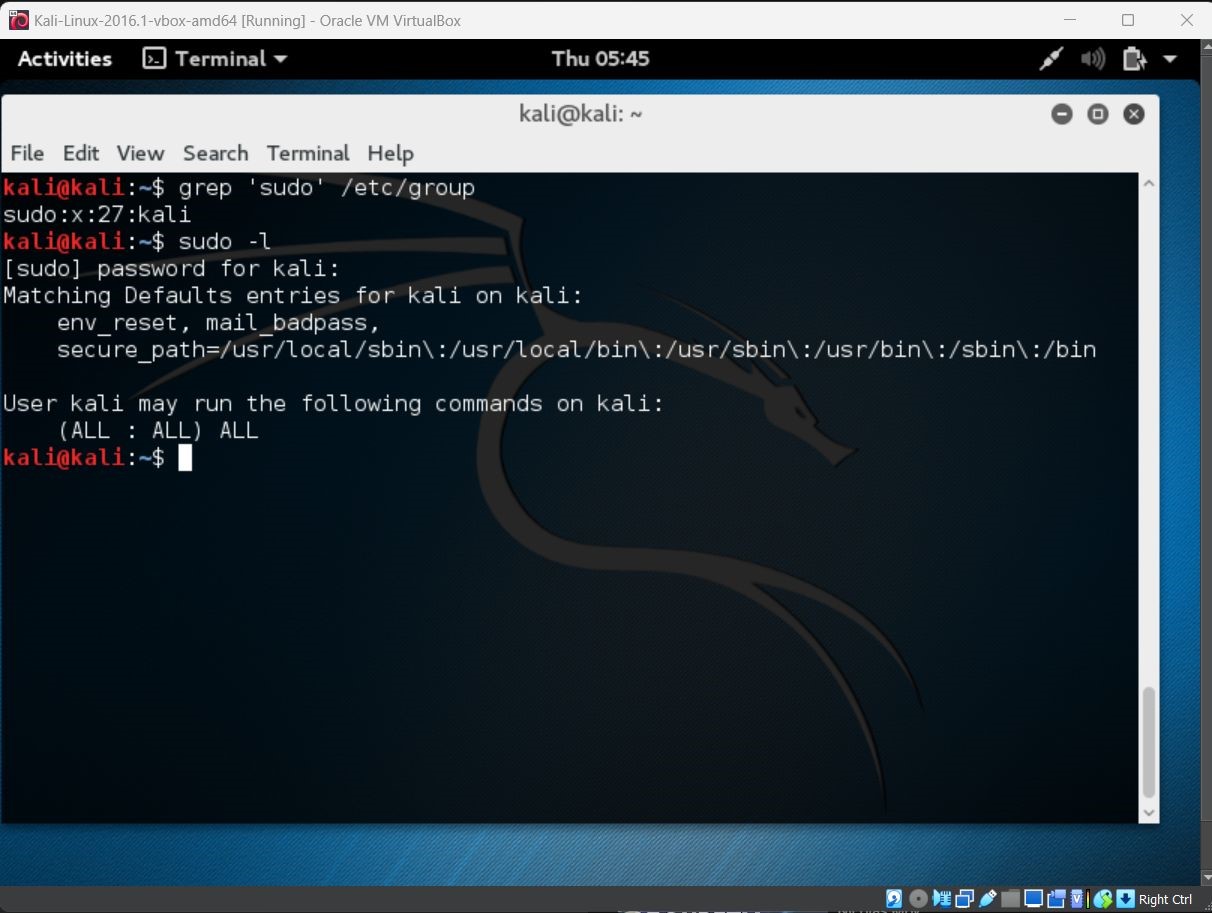 Kali-Linux-2016.1-vbox-amd64 [Running] - Oracle VM VirtualBox
Activities Terminal Thu 05:45
kali@kali: ~
File Edit View Search Terminal Help
kali@kali:~$ grep 'sudo' /etc/group
sudo:x:27:kali
kali@kali:~$ sudo -l
[sudo] password for kali:
Matching Defaults entries for kali on kali:
    env_reset, mail_badpass,
    secure_path=/usr/local/sbin\:/usr/local/bin\:/usr/sbin\:/usr/bin\:/sbin\:/bin
User kali may run the following commands on kali:
    (ALL : ALL) ALL
kali@kali:~$
Right Ctrl